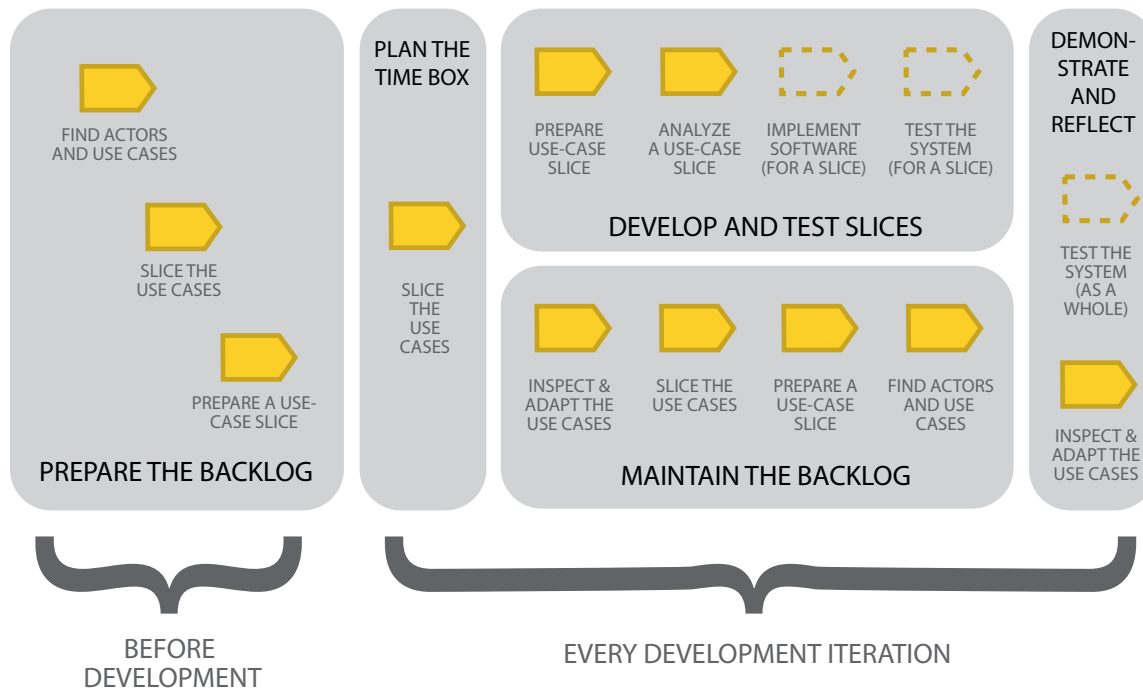 FIND ACTORS
AND USE CASES
SLICE THE
USE CASES
PREPARE A USE-
CASE SLICE
PREPARE THE BACKLOG
PLAN THE
TIME BOX
SLICE
THE
USE
CASES
PREPARE
USE-CASE
SLICE
ANALYZE
A USE-CASE
SLICE
IMPLEMENT
SOFTWARE
(FOR A SLICE)
TEST THE
SYSTEM
(FOR A SLICE)
DEVELOP AND TEST SLICES
INSPECT &
ADAPT THE
USE CASES
SLICE THE
USE CASES
PREPARE A
USE-CASE
SLICE
FIND ACTORS
AND USE
CASES
MAINTAIN THE BACKLOG
DEMON-
STRATE
AND
REFLECT
TEST THE
SYSTEM
(AS A
WHOLE)
INSPECT &
ADAPT THE
USE CASES
BEFORE
DEVELOPMENT
EVERY DEVELOPMENT ITERATION